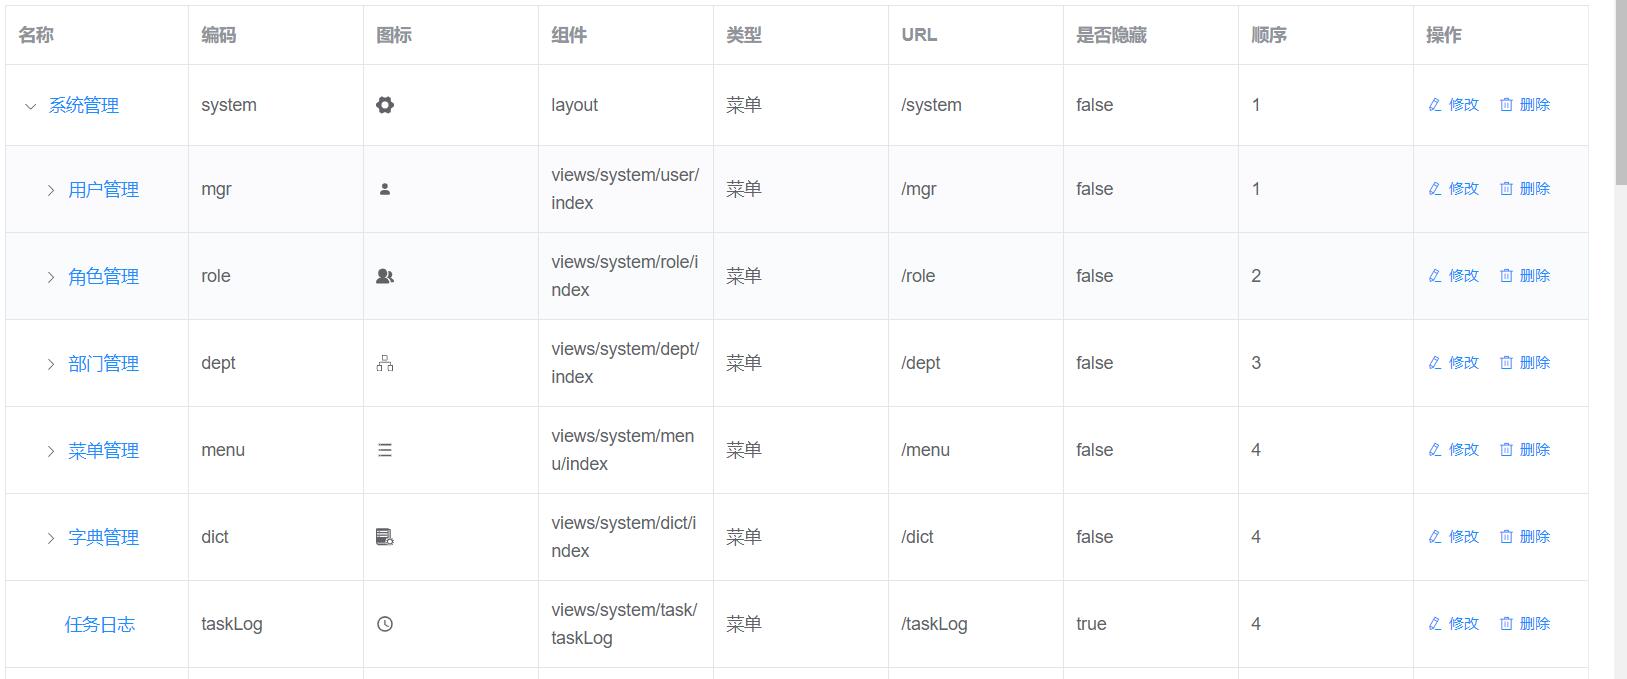 名称 编码 图标 组件 类型 URL 是否隐藏 顺序 操作
系统管理 system layout 菜单 /system false 1 修改 删除
用户管理 mgr views/system/user/ 菜单 /mgr false 1 修改 删除
index
角色管理 role views/system/role/i 菜单 /role false 2 修改 删除
ndex
部门管理 dept views/system/dept/ 菜单 /dept false 3 修改 删除
index
菜单管理 menu views/system/men 菜单 /menu false 4 修改 删除
u/index
字典管理 dict views/system/dict/i 菜单 /dict false 4 修改 删除
ndex
任务日志 taskLog views/system/task/ 菜单 /taskLog true 4 修改 删除
taskLog